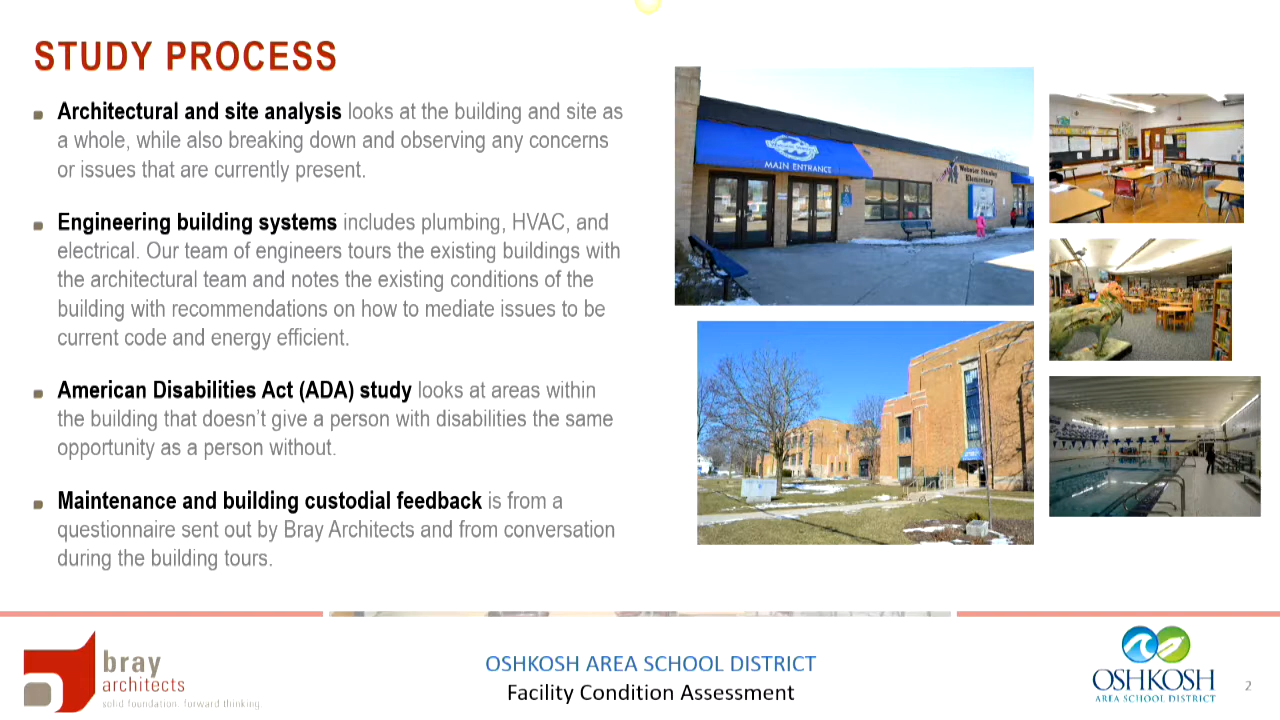 STUDY PROCESS
Architectural and site analysis looks at the building and site as
a whole, while also breaking down and observing any concerns
or issues that are currently present.
Engineering building systems includes plumbing, HVAC, and
electrical. Our team of engineers tours the existing buildings with
the architectural team and notes the existing conditions of the
building with recommendations on how to mediate issues to be
current code and energy efficient.
American Disabilities Act (ADA) study looks at areas within
the building that doesn't give a person with disabilities the same
opportunity as a person without.
Maintenance and building custodial feedback is from a
questionnaire sent out by Bray Architects and from conversation
during the building tours.
MAIN ENTRANCE
Webster Stanley
Elementary
bray
architects
solid foundation. forward thinking
OSHKOSH AREA SCHOOL DISTRICT
Facility Condition Assessment
OSHKOSH
AREA SCHOOL DISTRICT
2